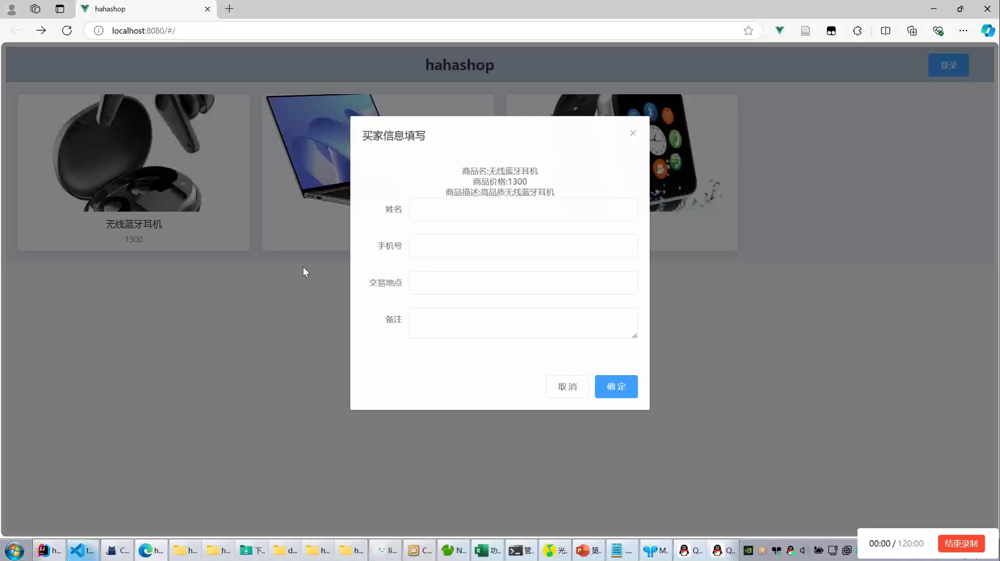 hahashop
localhost:8080/#/
hahashop
登录
买家信息填写
商品名:无线蓝牙耳机
商品价格:1300
商品描述:高品质无线蓝牙耳机
姓名
手机号
交易地点
备注
取消
确定
无线蓝牙耳机
1300
h...
t...
C...
h...
h...
h...
下...
d...
h...
h...
li...
C...
N...
功...
管...
光...
第...
....
M...
Q...
Q...
00:00 / 120:00
结束录制